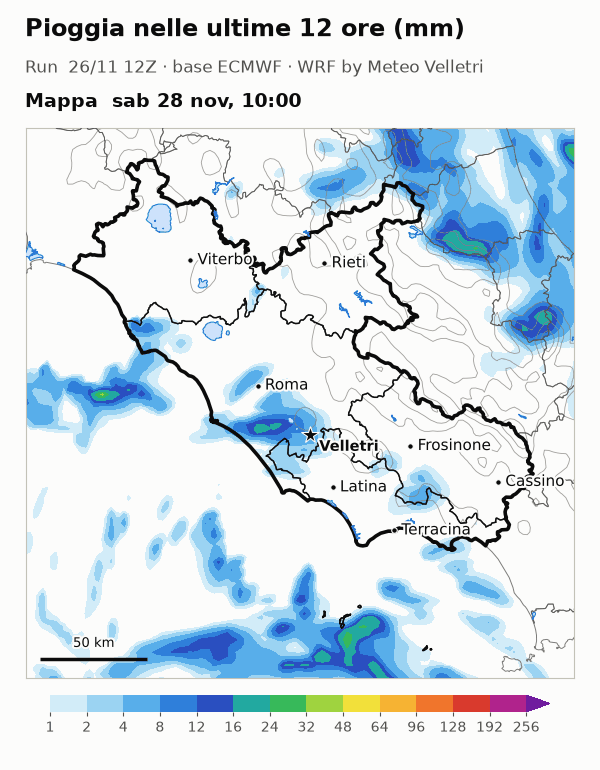 Pioggia nelle ultime 12 ore (mm)
Run  26/11 12Z · base ECMWF · WRF by Meteo Velletri
Mappa  sab 28 nov, 10:00
Viterbo
Rieti
Roma
Velletri
Frosinone
Latina
Cassino
Terracina
50 km
1 2 4 8 12 16 24 32 40 48 64 96 128 192 256